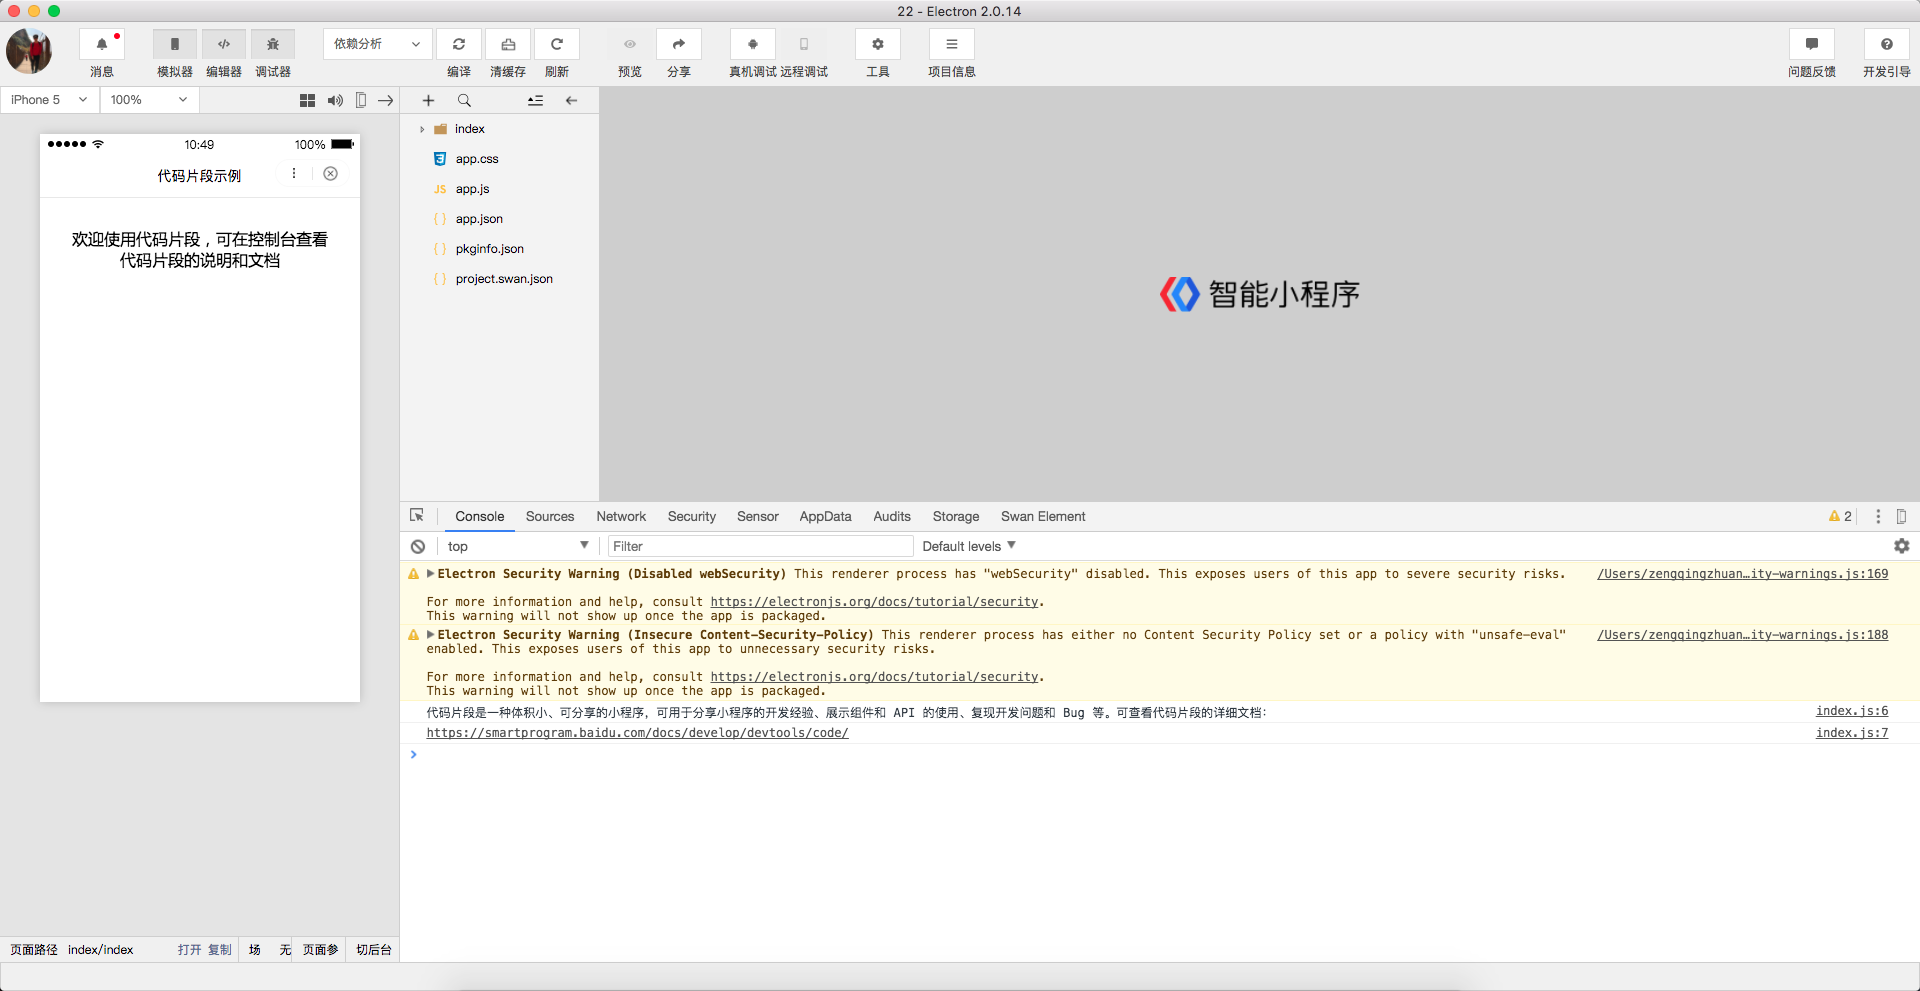 22 - Electron 2.0.14
消息
模拟器 编辑器 调试器
依赖分析
编译 清缓存 刷新
预览 分享
真机调试 远程调试
工具
项目信息
问题反馈
开发引导
iPhone 5
100%
10:49
100%
代码片段示例
欢迎使用代码片段，可在控制台查看
代码片段的说明和文档
index
app.css
JS app.js
{ } app.json
{ } pkginfo.json
{ } project.swan.json
智能小程序
Console Sources Network Security Sensor AppData Audits Storage Swan Element
2
top
Filter
Default levels
Electron Security Warning (Disabled webSecurity) This renderer process has "webSecurity" disabled. This exposes users of this app to severe security risks. /Users/zengqingzhuan…ity-warnings.js:169
For more information and help, consult https://electronjs.org/docs/tutorial/security.
This warning will not show up once the app is packaged.
Electron Security Warning (Insecure Content-Security-Policy) This renderer process has either no Content Security Policy set or a policy with "unsafe-eval" /Users/zengqingzhuan…ity-warnings.js:188
enabled. This exposes users of this app to unnecessary security risks.
For more information and help, consult https://electronjs.org/docs/tutorial/security.
This warning will not show up once the app is packaged.
代码片段是一种体积小、可分享的小程序，可用于分享小程序的开发经验、展示组件和 API 的使用、复现开发问题和 Bug 等。可查看代码片段的详细文档： index.js:6
https://smartprogram.baidu.com/docs/develop/devtools/code/ index.js:7
页面路径 index/index 打开 复制 场 无 页面参 切后台